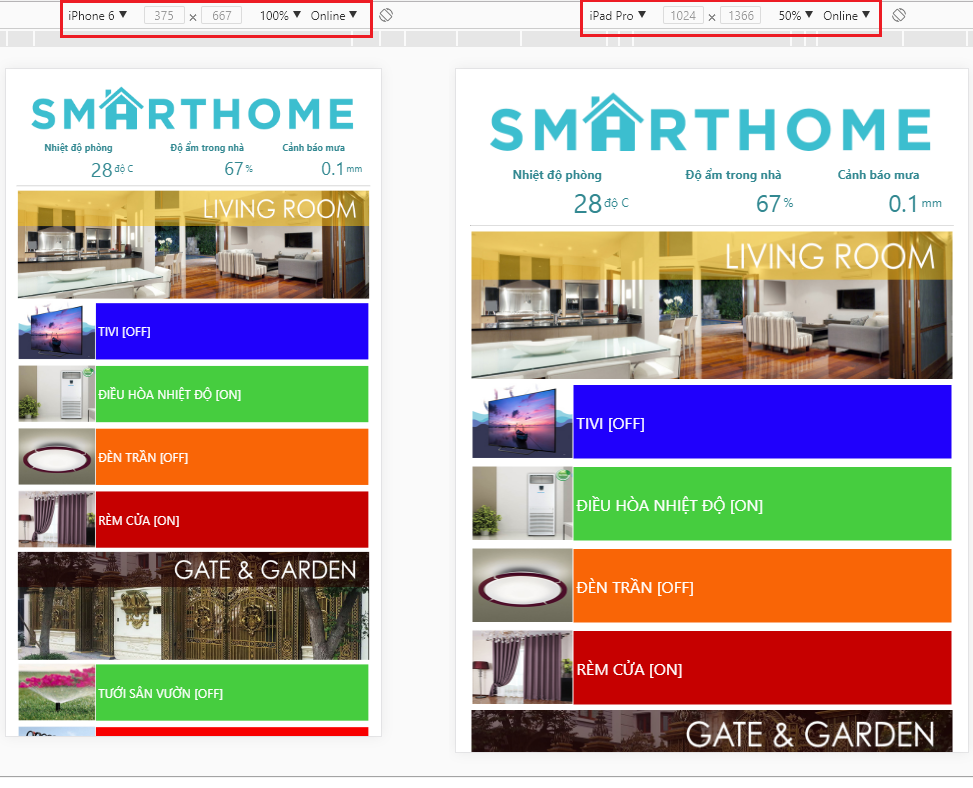 iPhone 6 375 × 667 100% Online
SMARTHOME
Nhiệt độ phòng Độ ẩm trong nhà Cảnh báo mưa
28 độ C 67 % 0.1 mm
LIVING ROOM
TIVI [OFF]
ĐIỀU HÒA NHIỆT ĐỘ [ON]
ĐÈN TRẦN [OFF]
RÈM CỬA [ON]
GATE & GARDEN
TƯỚI SÂN VƯỜN [OFF]
iPad Pro 1024 × 1366 50% Online
SMARTHOME
Nhiệt độ phòng Độ ẩm trong nhà Cảnh báo mưa
28 độ C 67 % 0.1 mm
LIVING ROOM
TIVI [OFF]
ĐIỀU HÒA NHIỆT ĐỘ [ON]
ĐÈN TRẦN [OFF]
RÈM CỬA [ON]
GATE & GARDEN